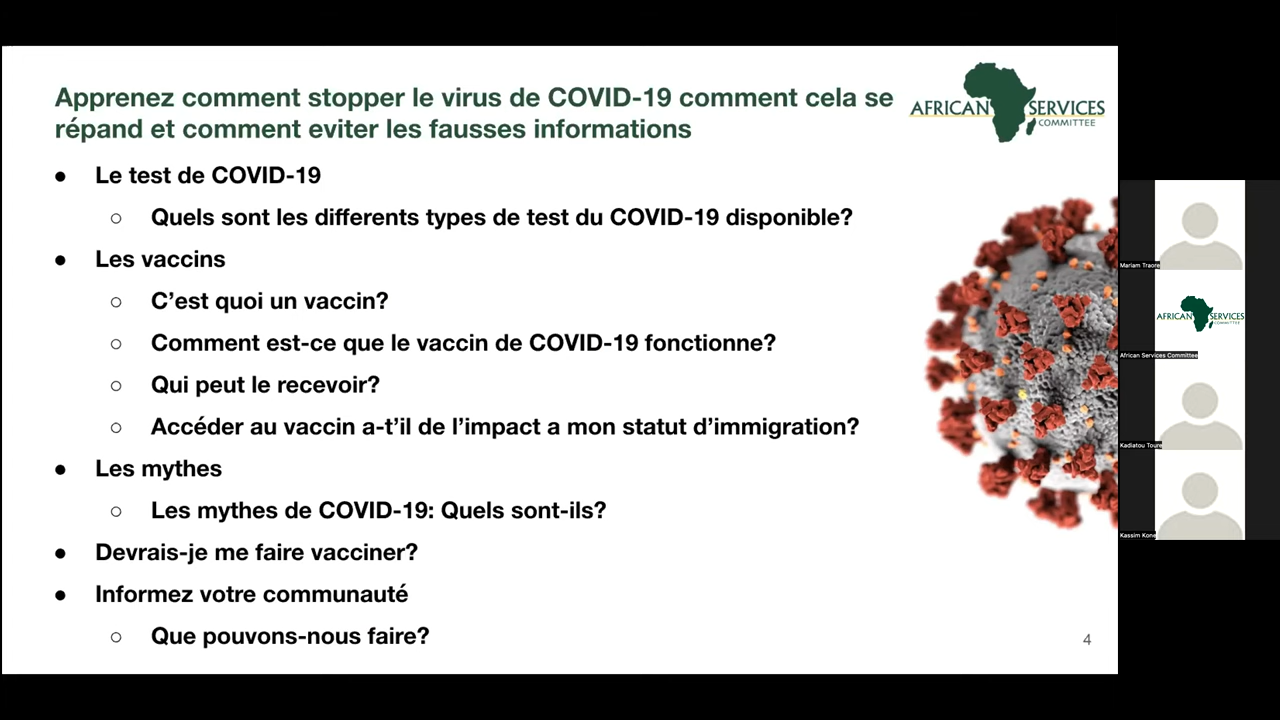 Apprenez comment stopper le virus de COVID-19 comment cela se
répand et comment eviter les fausses informations
AFRICAN SERVICES
COMMITTEE
● Le test de COVID-19
○ Quels sont les differents types de test du COVID-19 disponible?
● Les vaccins
○ C’est quoi un vaccin?
○ Comment est-ce que le vaccin de COVID-19 fonctionne?
○ Qui peut le recevoir?
○ Accéder au vaccin a-t’il de l’impact a mon statut d’immigration?
● Les mythes
○ Les mythes de COVID-19: Quels sont-ils?
● Devrais-je me faire vacciner?
● Informez votre communauté
○ Que pouvons-nous faire?
4
Mariam Traore
AFRICAN SERVICES
COMMITTEE
African Services Committee
Kadiatou Toure
Kassim Kone